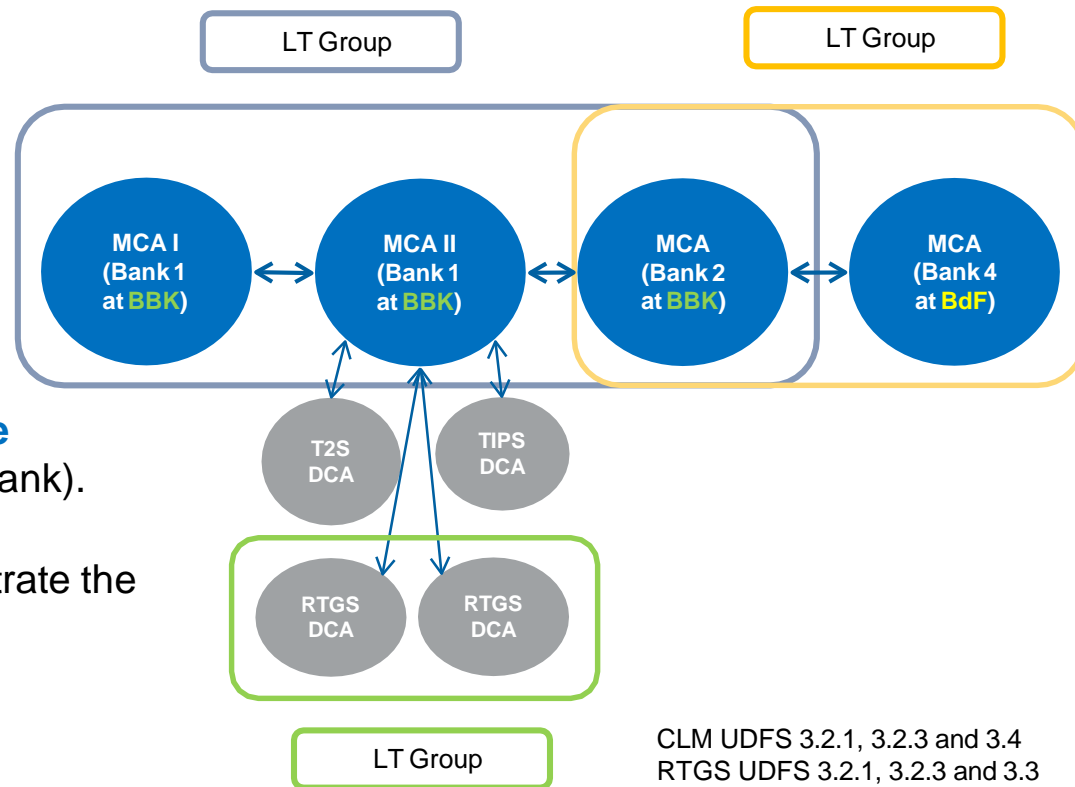 LT Group
LT Group
MCA I
(Bank 1
at BBK)
MCA II
(Bank 1
at BBK)
MCA
(Bank 2
at BBK)
MCA
(Bank 4
at BdF)
e
ank).
trate the
T2S
DCA
TIPS
DCA
RTGS
DCA
RTGS
DCA
LT Group
CLM UDFS 3.2.1, 3.2.3 and 3.4
RTGS UDFS 3.2.1, 3.2.3 and 3.3